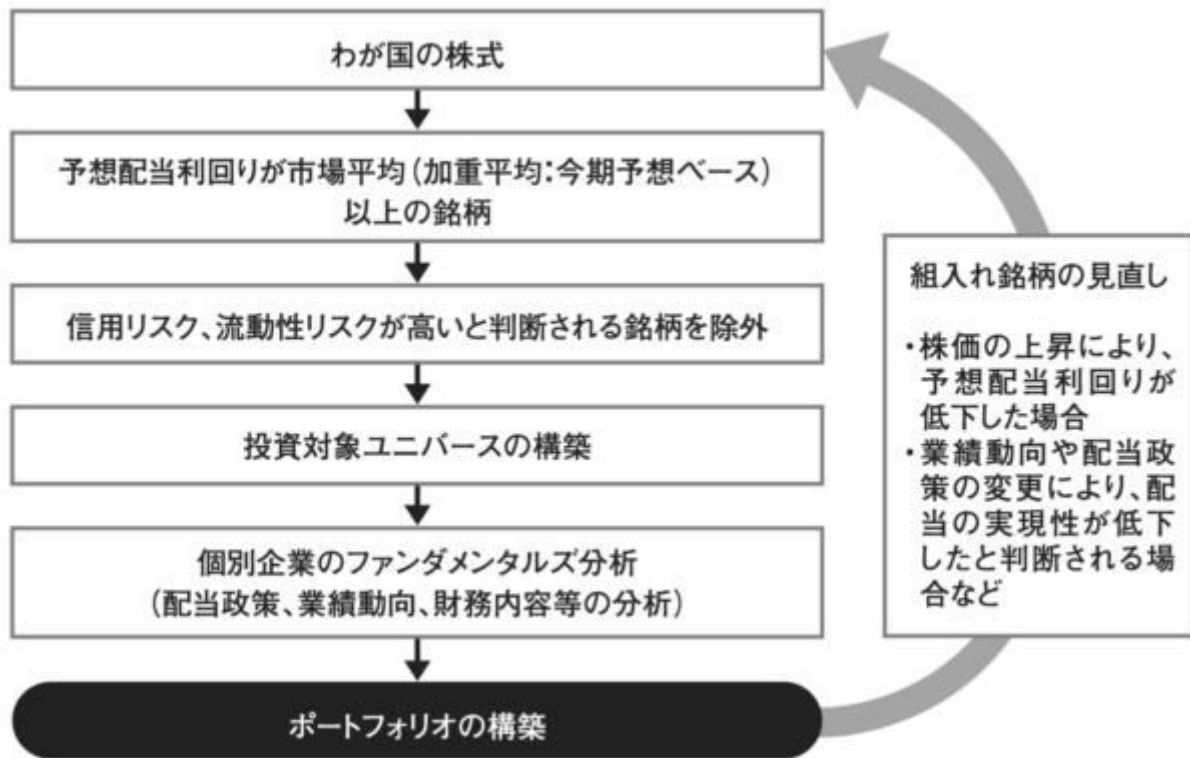 わが国の株式
予想配当利回りが市場平均（加重平均：今期予想ベース）
以上の銘柄
信用リスク、流動性リスクが高いと判断される銘柄を除外
投資対象ユニバースの構築
個別企業のファンダメンタルズ分析
（配当政策、業績動向、財務内容等の分析）
ポートフォリオの構築
組入れ銘柄の見直し
・株価の上昇により、
予想配当利回りが
低下した場合
・業績動向や配当政
策の変更により、配
当の実現性が低下
したと判断される場
合など